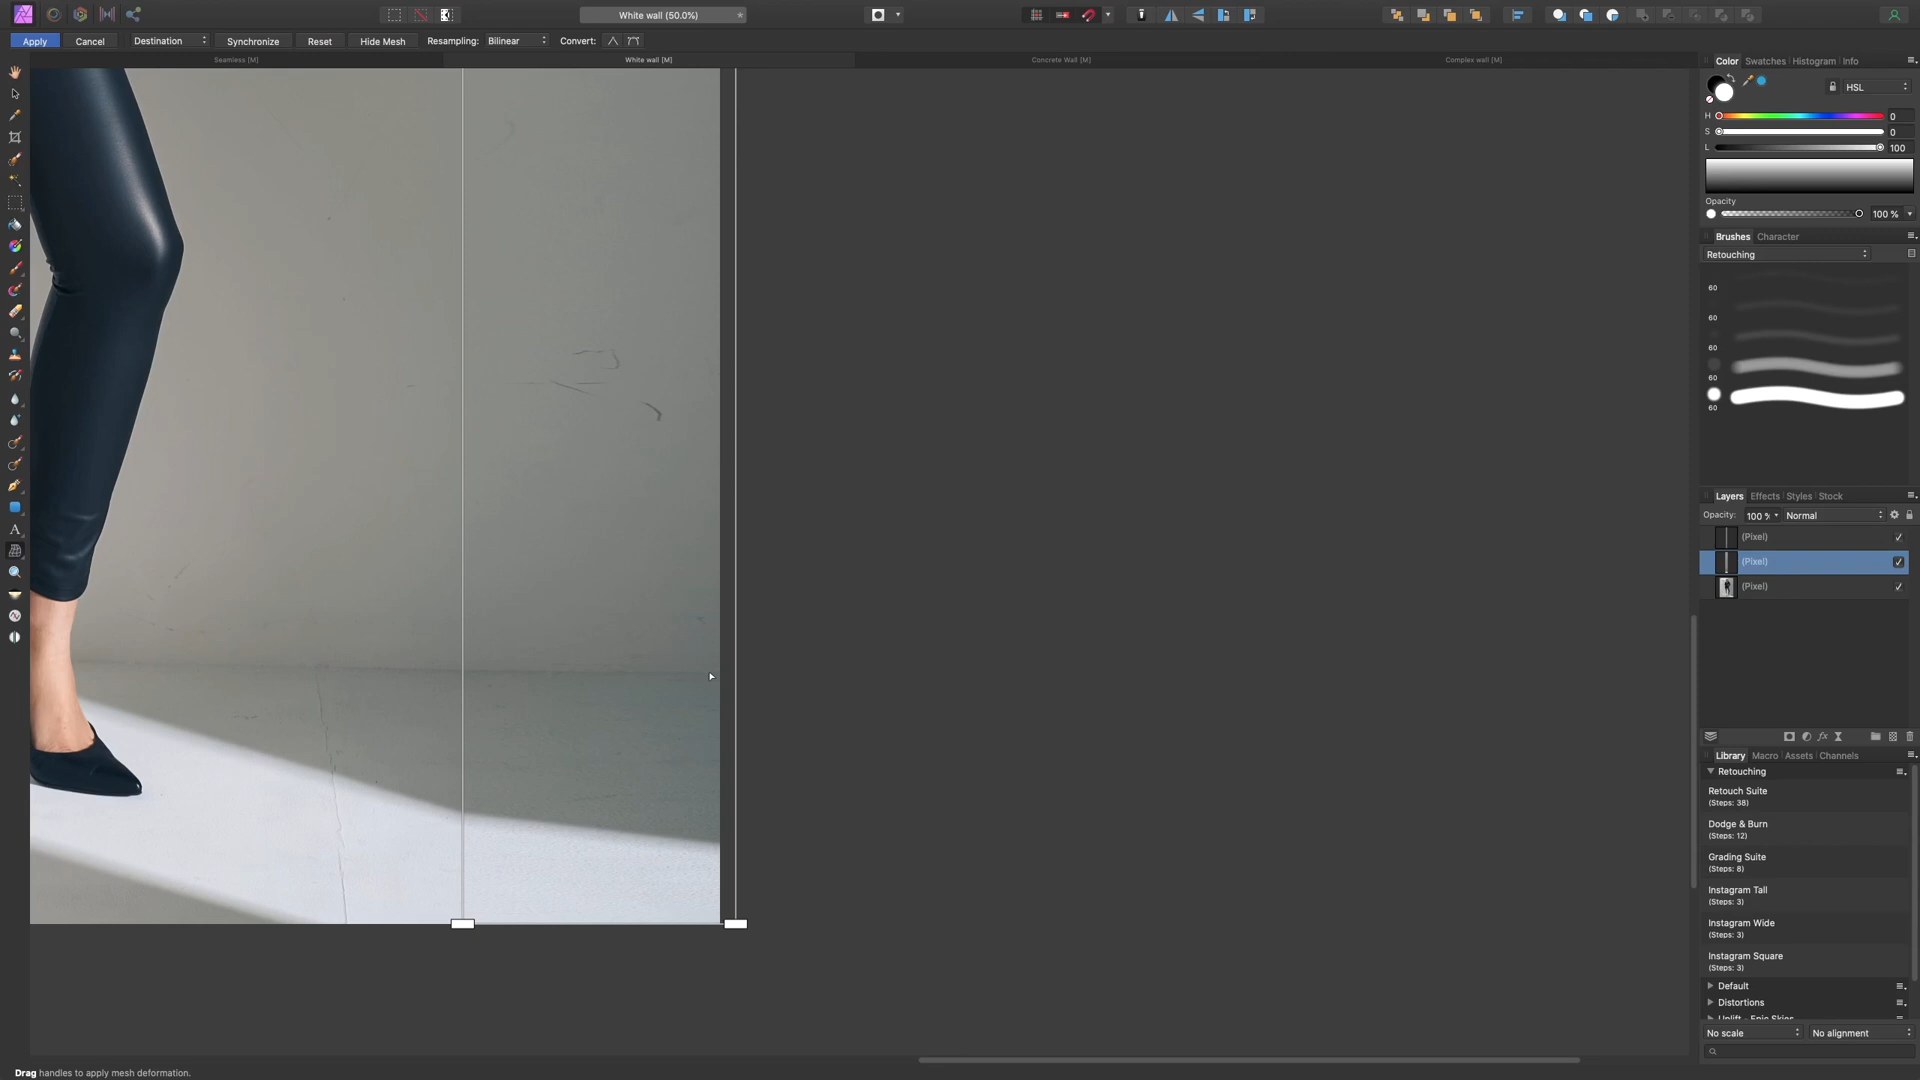 White wall (50.0%)
*
Apply
Cancel
Destination
Synchronize
Reset
Hide Mesh
Resampling:
Bilinear
Convert:
Seamless [M]
White wall [M]
Concrete Wall [M]
Complex wall [M]
Color
Swatches
Histogram
Info
HSL
H
0
S
0
L
100
Opacity
100 %
Brushes
Character
Retouching
60
60
60
60
60
Layers
Effects
Styles
Stock
Opacity:
100 %
Normal
(Pixel)
(Pixel)
(Pixel)
Library
Macro
Assets
Channels
Retouching
Retouch Suite
(Steps: 38)
Dodge & Burn
(Steps: 12)
Grading Suite
(Steps: 8)
Instagram Tall
(Steps: 3)
Instagram Wide
(Steps: 3)
Instagram Square
(Steps: 3)
Default
Distortions
Uplift - Epic Skies
No scale
No alignment
Drag handles to apply mesh deformation.